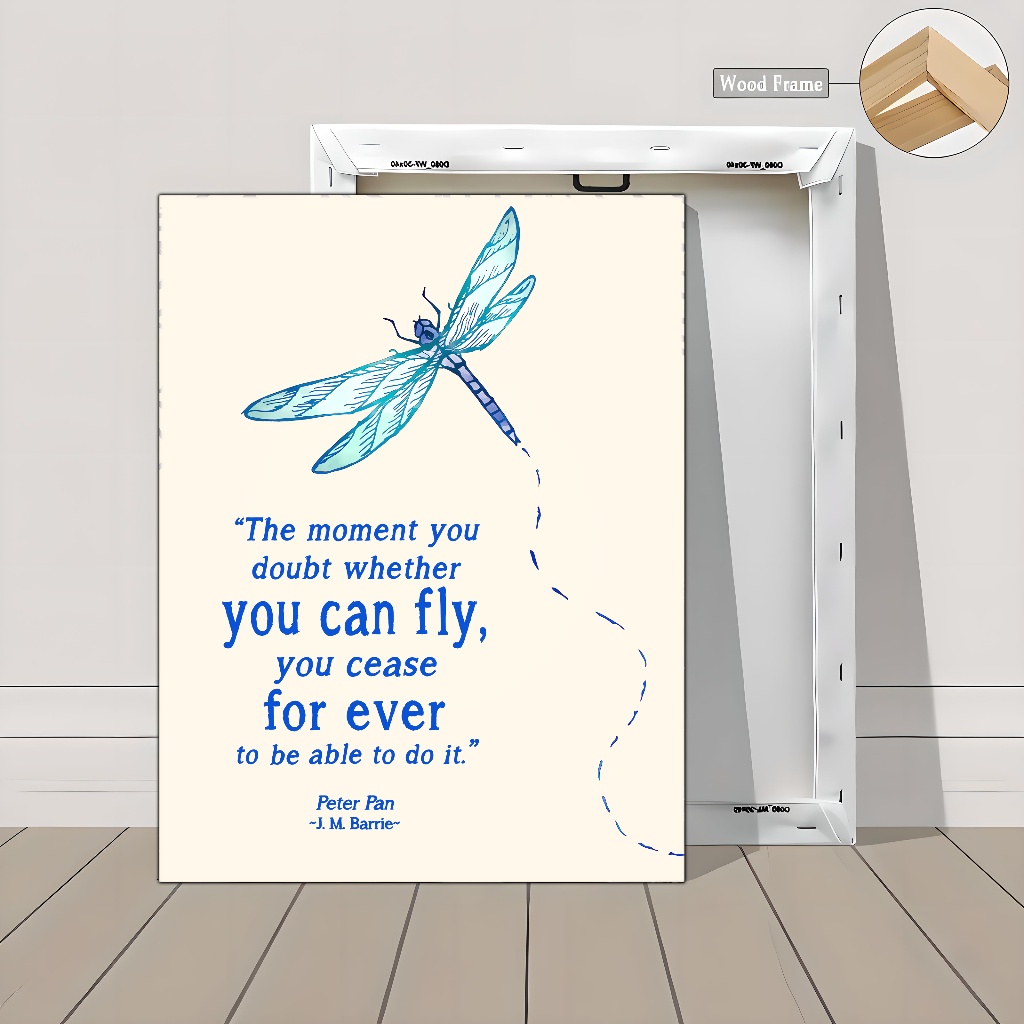 Wood Frame
“The moment you
doubt whether
you can fly,
you cease
for ever
to be able to do it.”
Peter Pan
~J. M. Barrie~